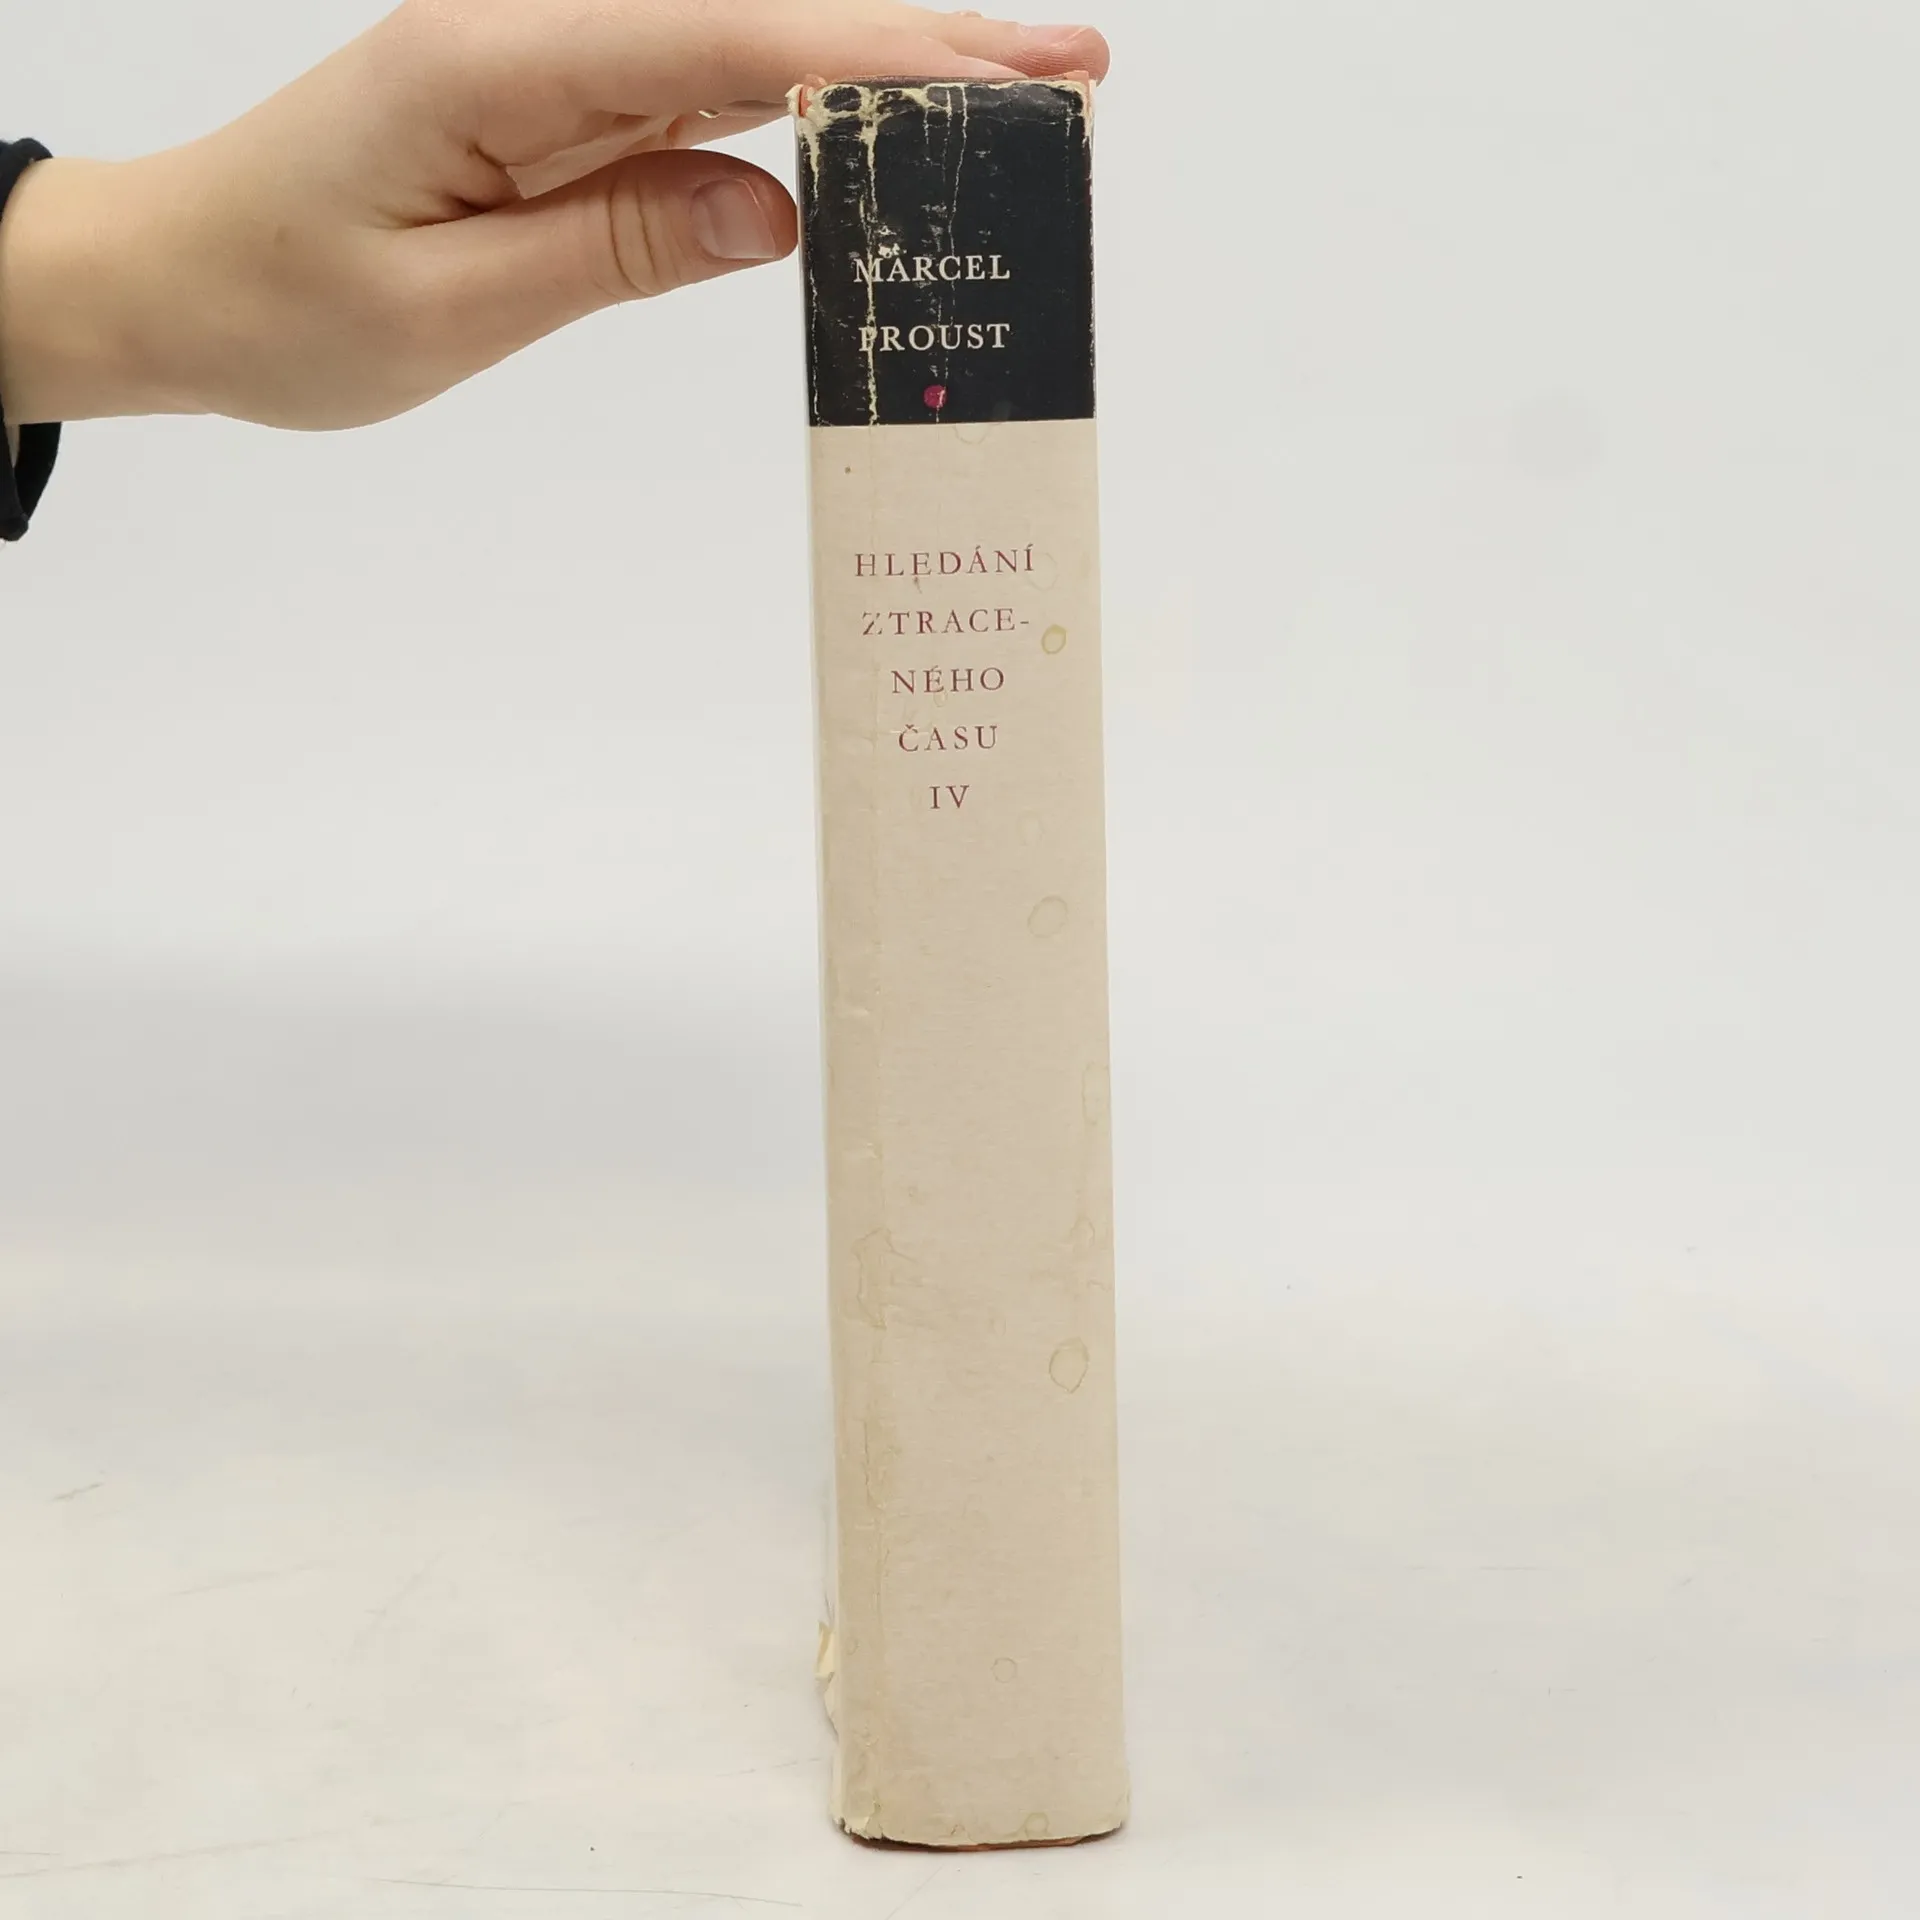 MARCEL
PROUST
HLEDÁNÍ
ZTRACE-
NÉHO
ČASU
IV